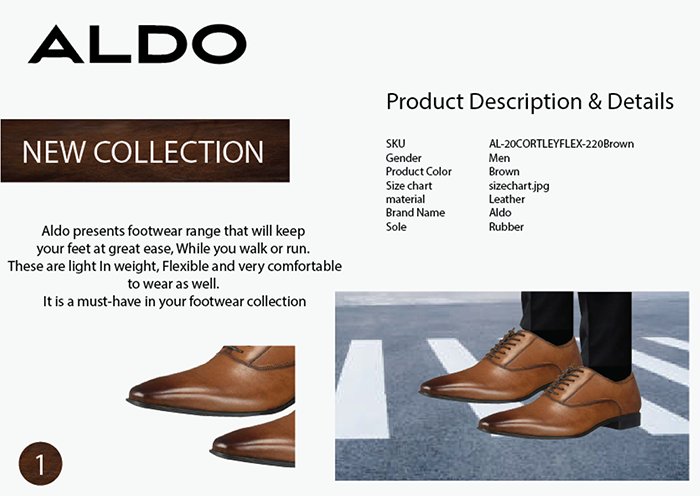 ALDO
NEW COLLECTION
Aldo presents footwear range that will keep
your feet at great ease, While you walk or run.
These are light In weight, Flexible and very comfortable
to wear as well.
It is a must-have in your footwear collection
Product Description & Details
SKU AL-20CORTLEYFLEX-220Brown
Gender Men
Product Color Brown
Size chart sizechart.jpg
material Leather
Brand Name Aldo
Sole Rubber
1